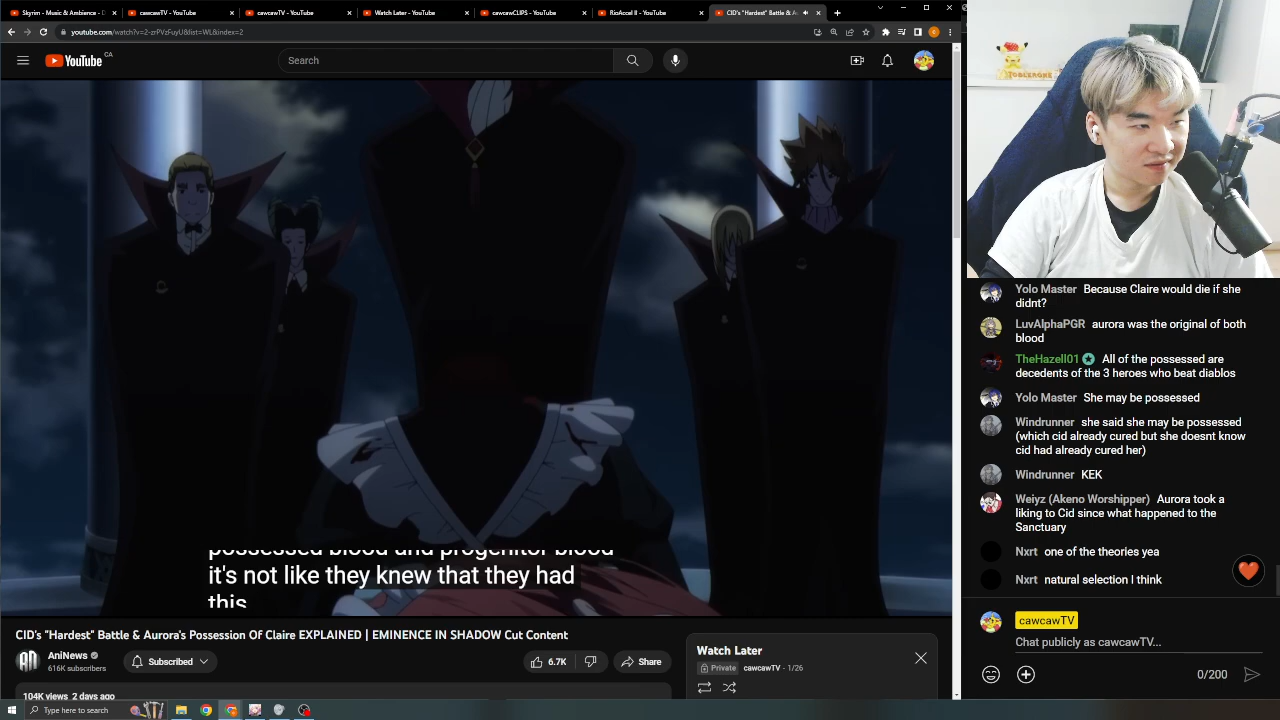 Skyrim - Music & Ambience - D
cawcawTV - YouTube
cawcawTV - YouTube
Watch Later - YouTube
cawcawCLIPS - YouTube
RioAccel II - YouTube
CID's "Hardest" Battle & A
youtube.com/watch?v=2-zrPVzFuyU&list=WL&index=2
YouTube CA
Search
TOBLERONE
possessed blood and progenitor blood
it's not like they knew that they had
this
CID's "Hardest" Battle & Aurora's Possession Of Claire EXPLAINED | EMINENCE IN SHADOW Cut Content
AniNews
616K subscribers
Subscribed
6.7K
Share
104K views 2 days ago
Watch Later
Private cawcawTV - 1/26
Yolo Master Because Claire would die if she
didnt?
LuvAlphaPGR aurora was the original of both
blood
TheHazell01 All of the possessed are
decedents of the 3 heroes who beat diablos
Yolo Master She may be possessed
Windrunner she said she may be possessed
(which cid already cured but she doesnt know
cid had already cured her)
Windrunner KEK
Weiyz (Akeno Worshipper) Aurora took a
liking to Cid since what happened to the
Sanctuary
Nxrt one of the theories yea
Nxrt natural selection I think
cawcawTV
Chat publicly as cawcawTV...
0/200
Type here to search